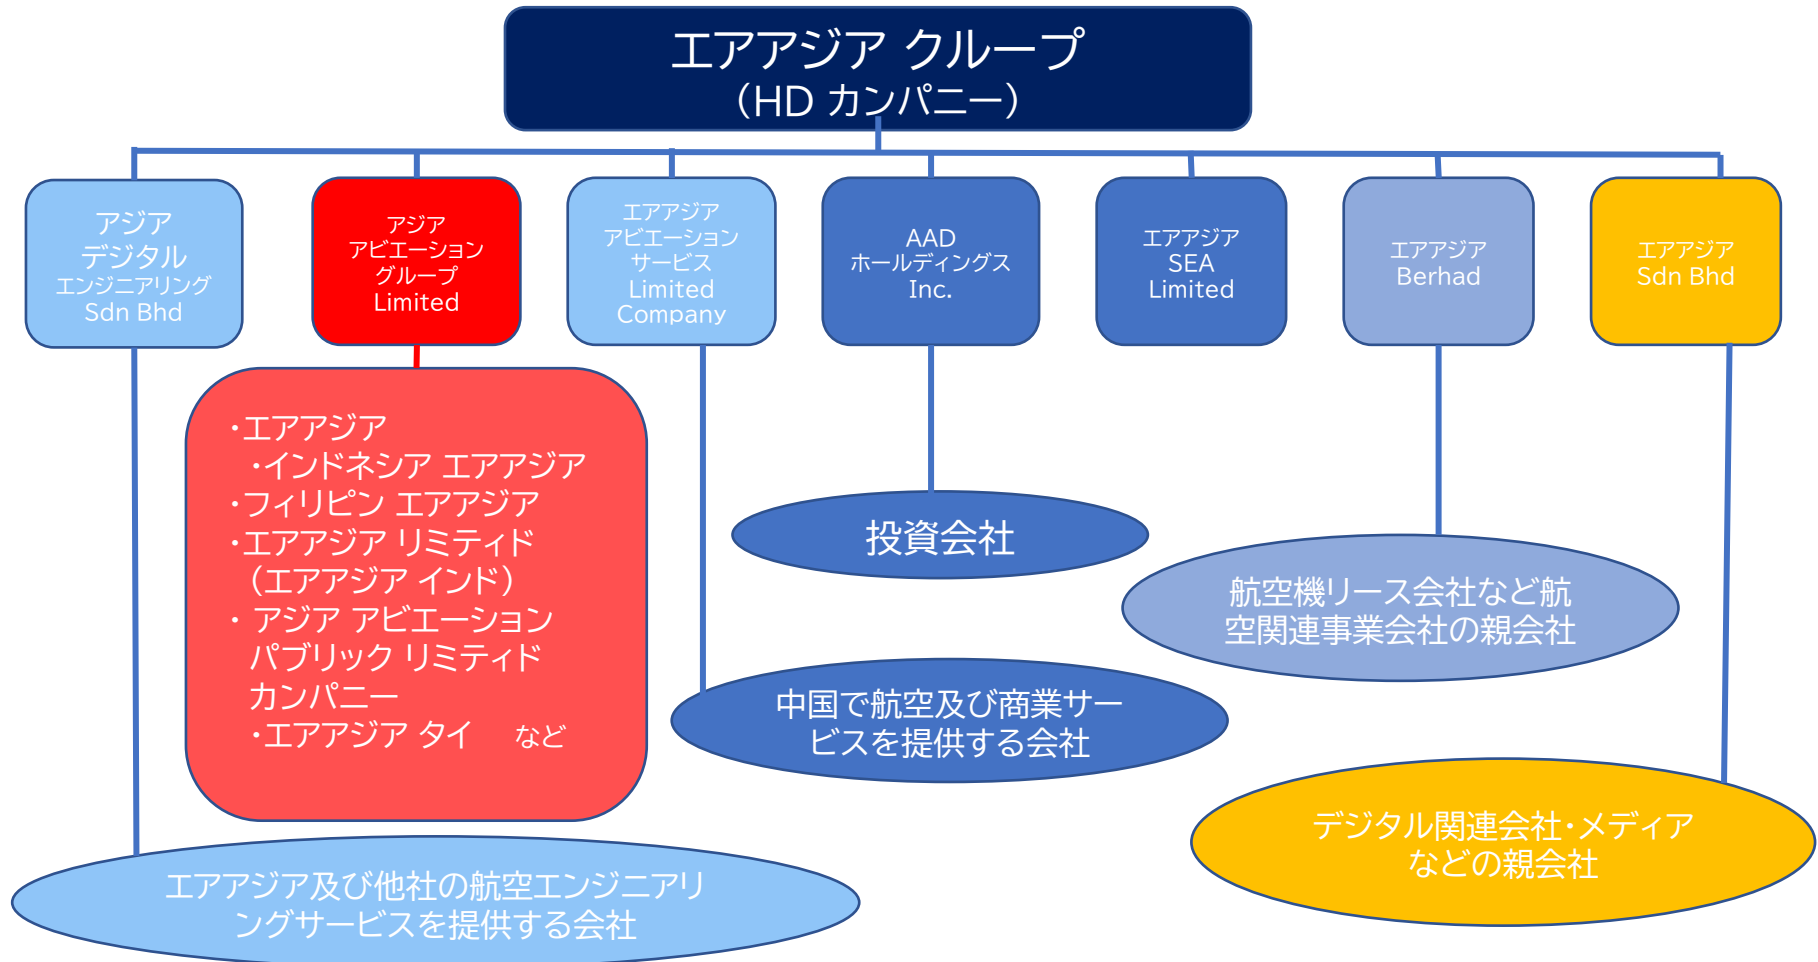 エアアジア クループ
（HD カンパニー）
アジア
デジタル
エンジニアリング
Sdn Bhd
アジア
アビエーション
グループ
Limited
エアアジア
アビエーション
サービス
Limited
Company
AAD
ホールディングス
Inc.
エアアジア
SEA
Limited
エアアジア
Berhad
エアアジア
Sdn Bhd
・エアアジア
・インドネシア エアアジア
・フィリピン エアアジア
・エアアジア リミティド
（エアアジア インド）
・ アジア アビエーション
パブリック リミティド
カンパニー
・エアアジア タイ　など
投資会社
航空機リース会社など航
空関連事業会社の親会社
中国で航空及び商業サー
ビスを提供する会社
デジタル関連会社・メディア
などの親会社
エアアジア及び他社の航空エンジニアリ
ングサービスを提供する会社